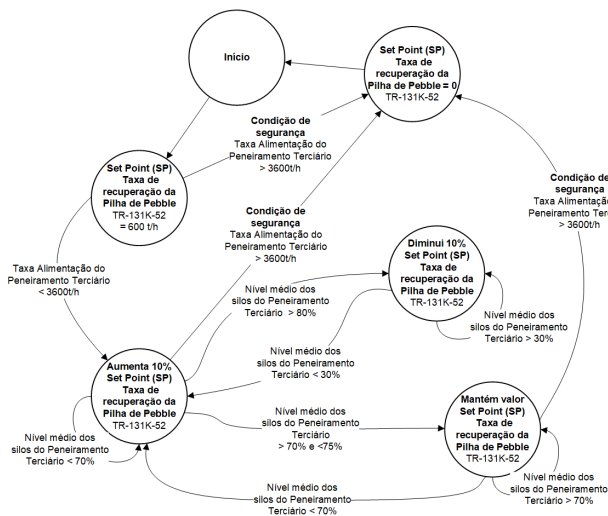 Início
Set Point (SP)
Taxa de
recuperação da
Pilha de Pebble = 0
TR-131K-52
Condição de
segurança
Taxa Alimentação do
Peneiramento Terciário
> 3600t/h
Set Point (SP)
Taxa de
recuperação da
Pilha de Pebble
TR-131K-52
= 600 t/h
Condição de
segurança
Taxa Alimentação do
Peneiramento Terciário
> 3600t/h
Condição de
segurança
Taxa Alimentação
Peneiramento
> 3600t/h
Taxa Alimentação do
Peneiramento Terciário
< 3600t/h
Diminui 10%
Set Point (SP)
Taxa de
recuperação da
Pilha de Pebble
TR-131K-52
Nível médio dos
silos do Peneiramento
Terciário > 80%
Nível médio dos
silos do Peneiramento
Terciário > 30%
Nível médio dos
silos do Peneiramento
Terciário < 30%
Aumenta 10%
Set Point (SP)
Taxa de
recuperação da
Pilha de Pebble
TR-131K-52
Nível médio dos
silos do Peneiramento
Terciário < 70%
Nível médio dos
silos do Peneiramento
Terciário
> 70% e <75%
Mantém valor
Set Point (SP)
Taxa de
recuperação da
Pilha de Pebble
TR-131K-52
Nível médio dos
silos do Peneiramento
Terciário > 70%
Nível médio dos
silos do Peneiramento
Terciário < 70%